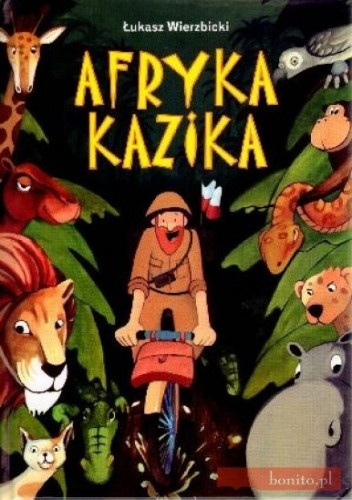 Łukasz Wierzbicki
AFRYKA
KAZIKA
bonito.pl